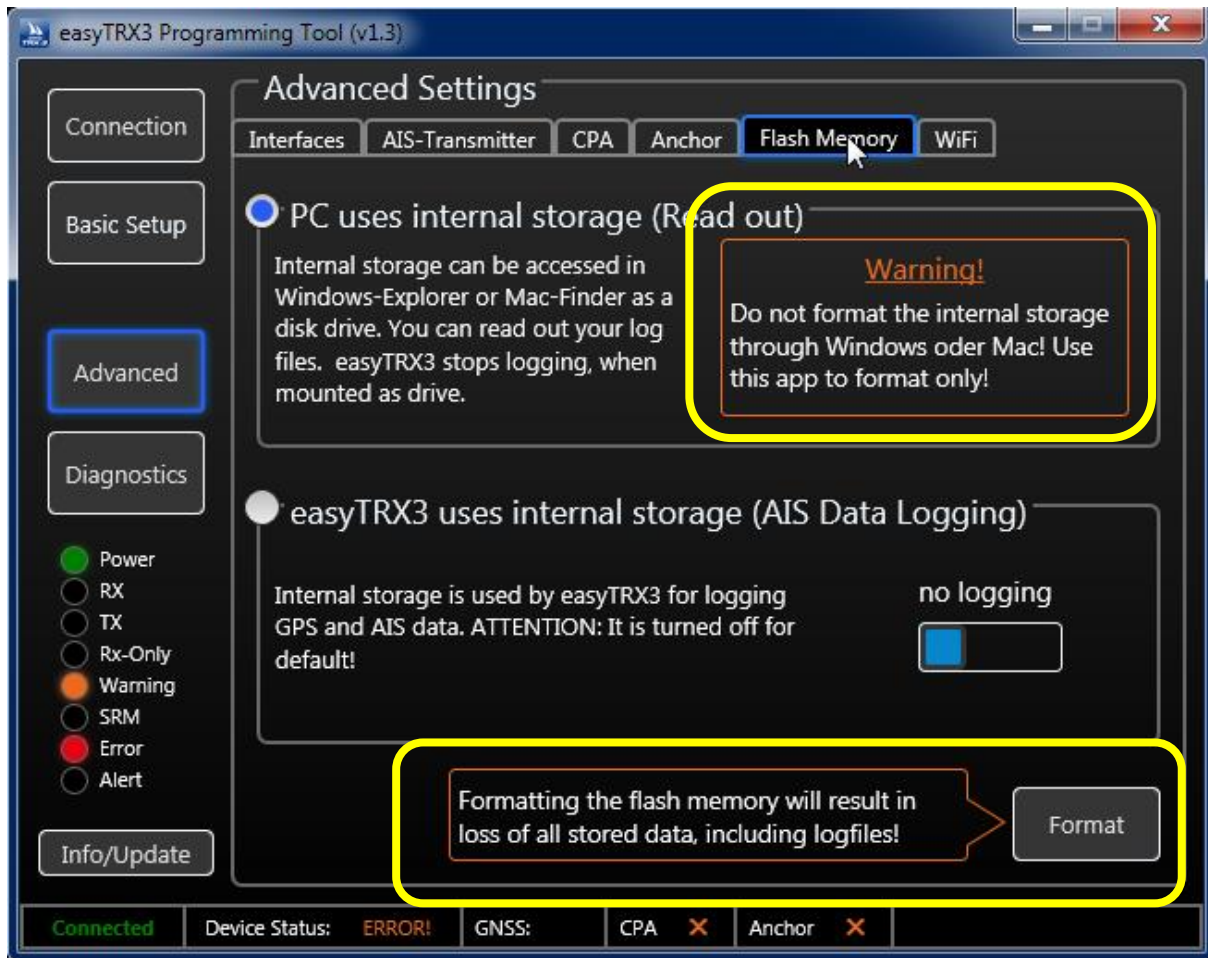 easyTRX3 Programming Tool (v1.3)
Connection
Basic Setup
Advanced
Diagnostics
Power
RX
TX
Rx-Only
Warning
SRM
Error
Alert
Info/Update
Advanced Settings
Interfaces AIS-Transmitter CPA Anchor Flash Memory WiFi
PC uses internal storage (Read out)
Internal storage can be accessed in
Windows-Explorer or Mac-Finder as a
disk drive. You can read out your log
files. easyTRX3 stops logging, when
mounted as drive.
Warning!
Do not format the internal storage
through Windows oder Mac! Use
this app to format only!
easyTRX3 uses internal storage (AIS Data Logging)
Internal storage is used by easyTRX3 for logging
GPS and AIS data. ATTENTION: It is turned off for
default!
no logging
Formatting the flash memory will result in
loss of all stored data, including logfiles!
Format
Connected Device Status: ERROR! GNSS: CPA Anchor